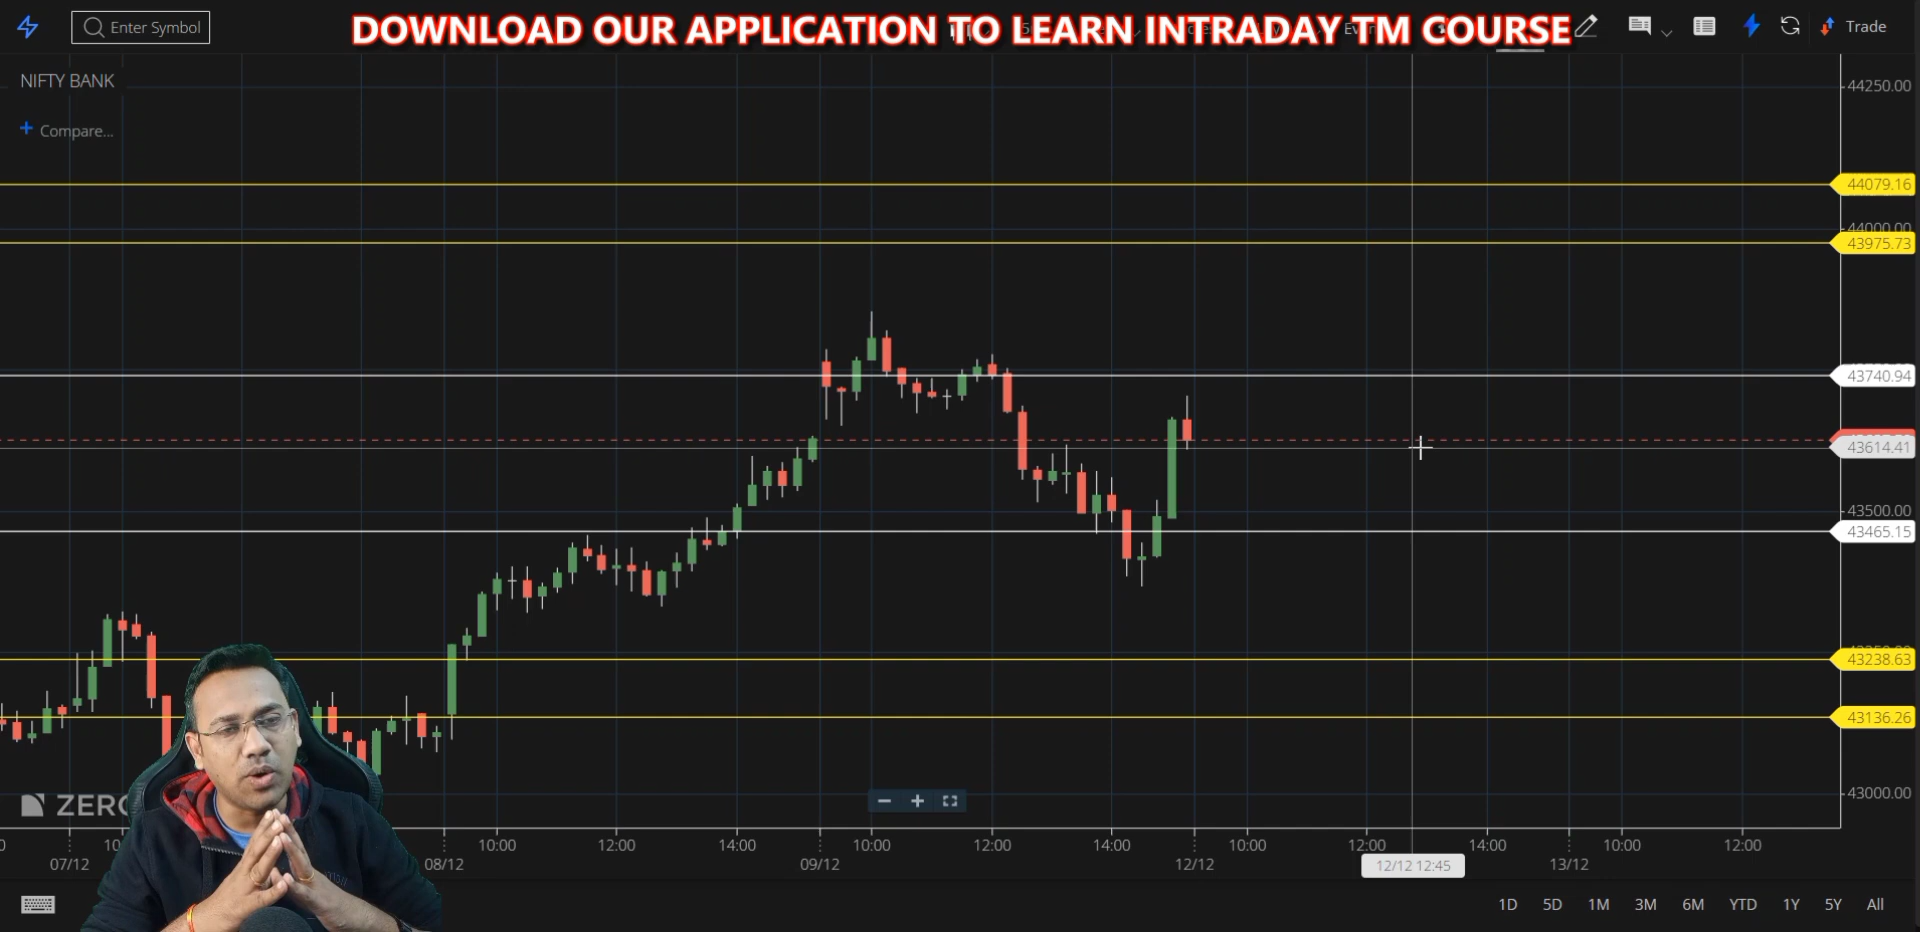 DOWNLOAD OUR APPLICATION TO LEARN INTRADAY TM COURSE
Enter Symbol
Trade
NIFTY BANK
+ Compare...
44250.00
44079.16
44000.00
43975.73
43740.94
43614.41
43500.00
43465.15
43238.63
43136.26
43000.00
10:00 12:00 14:00 10:00 12:00 14:00 10:00 12:00 14:00 10:00 12:00
07/12 08/12 09/12 12/12 12/12 12:45 13/12
1D 5D 1M 3M 6M YTD 1Y 5Y All